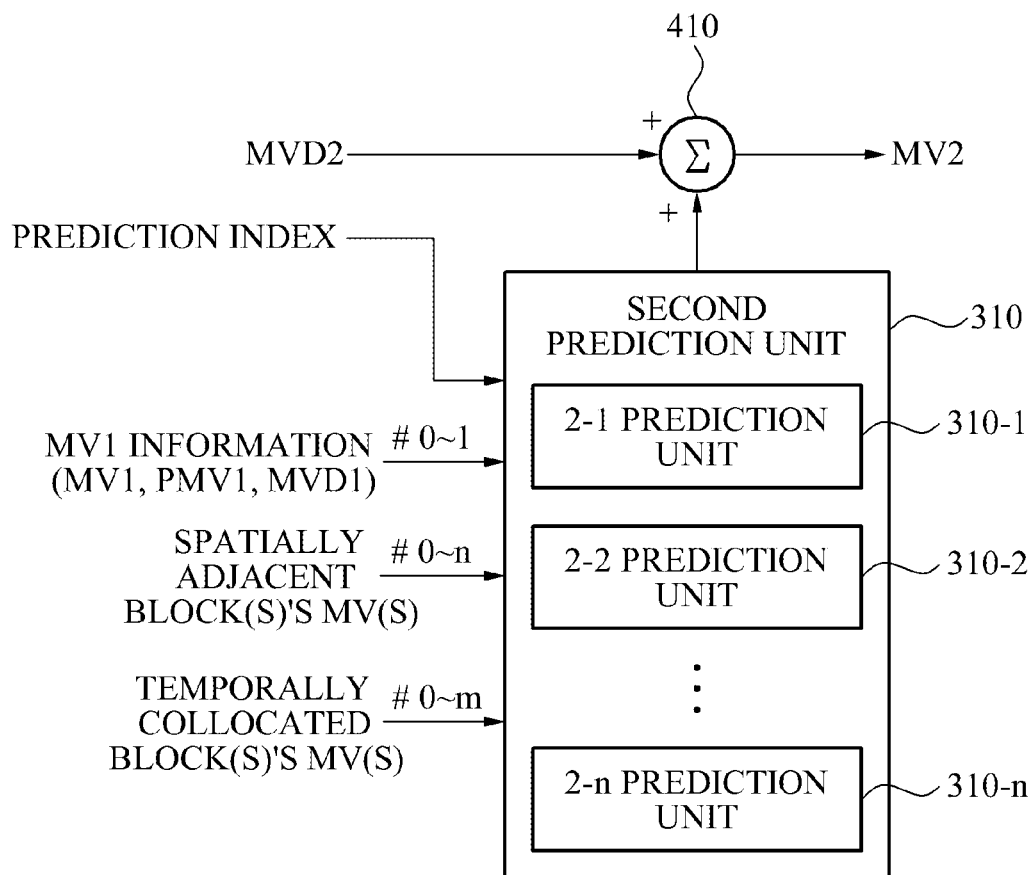 410
+
MVD2
Σ
MV2
+
PREDICTION INDEX
SECOND
PREDICTION UNIT
310
2-1 PREDICTION
UNIT
310-1
MV1 INFORMATION
(MV1, PMV1, MVD1)
# 0~1
SPATIALLY
ADJACENT
BLOCK(S)'S MV(S)
# 0~n
2-2 PREDICTION
UNIT
310-2
TEMPORALLY
COLLOCATED
BLOCK(S)'S MV(S)
# 0~m
2-n PREDICTION
UNIT
310-n